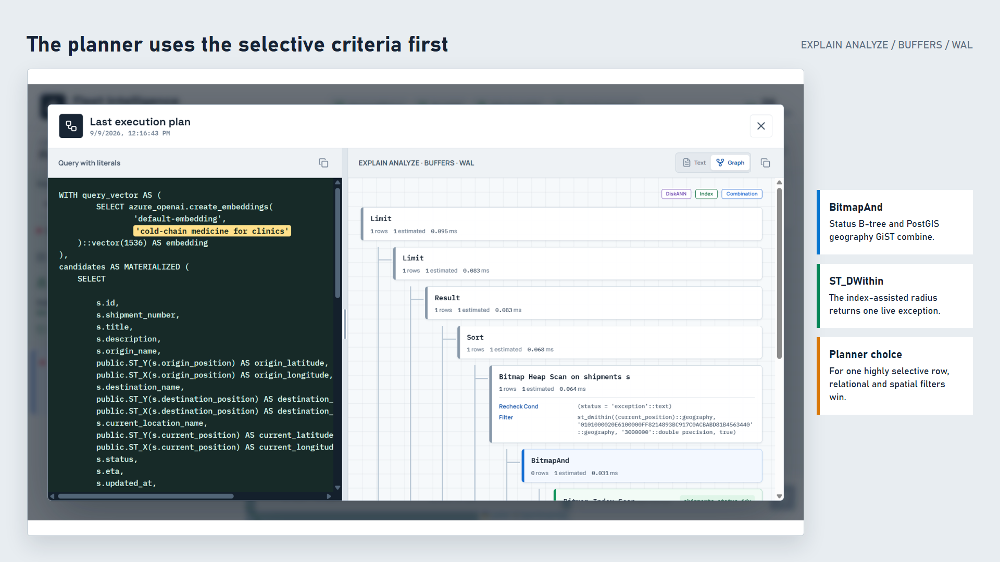 The planner uses the selective criteria first
EXPLAIN ANALYZE / BUFFERS / WAL
Last execution plan
9/9/2026, 12:16:43 PM
Query with literals
WITH query_vector AS (
SELECT azure_openai.create_embeddings(
'default-embedding',
'cold-chain medicine for clinics'
)::vector(1536) AS embedding
),
candidates AS MATERIALIZED (
SELECT
s.id,
s.shipment_number,
s.title,
s.description,
s.origin_name,
public.ST_Y(s.origin_position) AS origin_latitude,
public.ST_X(s.origin_position) AS origin_longitude,
s.destination_name,
public.ST_Y(s.destination_position) AS destination_
public.ST_X(s.destination_position) AS destination_
s.current_location_name,
public.ST_Y(s.current_position) AS current_latitude
public.ST_X(s.current_position) AS current_longitud
s.status,
s.eta,
s.updated_at,
EXPLAIN ANALYZE · BUFFERS · WAL
Text
Graph
DiskANN
Index
Combination
Limit
1 rows 1 estimated 0.095 ms
Limit
1 rows 1 estimated 0.083 ms
Result
1 rows 1 estimated 0.083 ms
Sort
1 rows 1 estimated 0.068 ms
Bitmap Heap Scan on shipments s
1 rows 1 estimated 0.064 ms
Recheck Cond (status = 'exception'::text)
Filter st_dwithin((current_position)::geography,
'0101000020E6100000FF8214893BC917C0ACBABD81B4563440'
::geography, '3000000'::double precision, true)
BitmapAnd
0 rows 1 estimated 0.031 ms
Bitmap Index Scan
shipments_status_idx
BitmapAnd
Status B-tree and PostGIS
geography GiST combine.
ST_DWithin
The index-assisted radius
returns one live exception.
Planner choice
For one highly selective row,
relational and spatial filters
win.